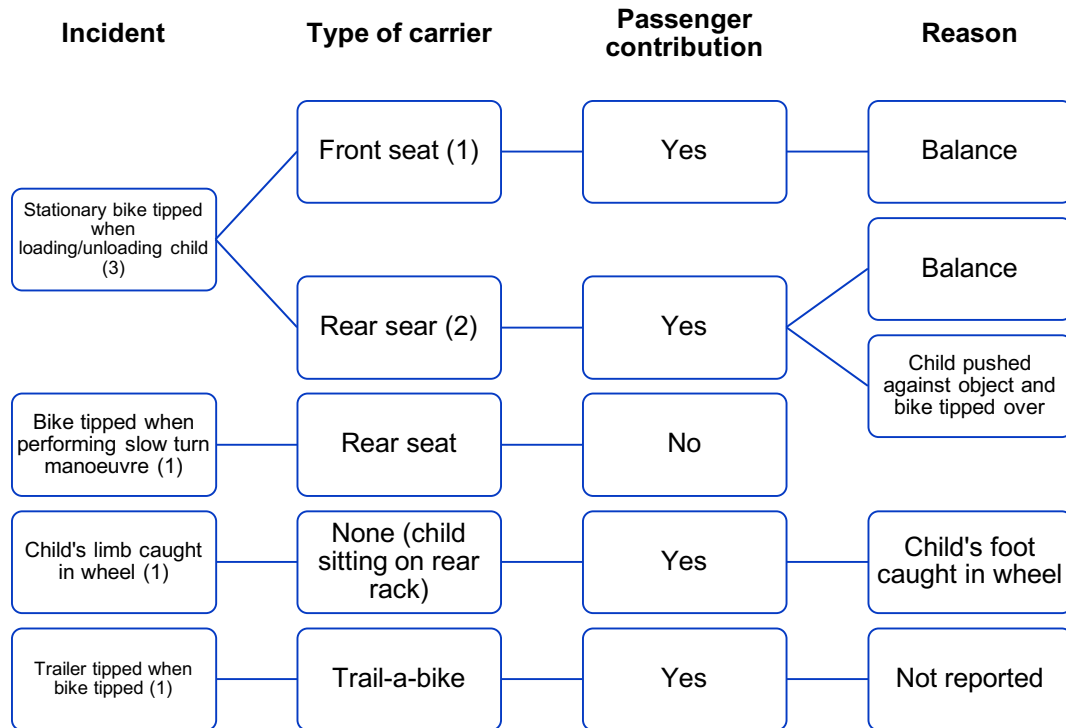 Incident
Type of carrier
Passenger
contribution
Reason
Stationary bike tipped
when
loading/unloading child
(3)
Front seat (1)
Yes
Balance
Rear sear (2)
Yes
Balance
Child pushed
against object and
bike tipped over
Bike tipped when
performing slow turn
manoeuvre (1)
Rear seat
No
Child's limb caught
in wheel (1)
None (child
sitting on rear
rack)
Yes
Child's foot
caught in wheel
Trailer tipped when
bike tipped (1)
Trail-a-bike
Yes
Not reported